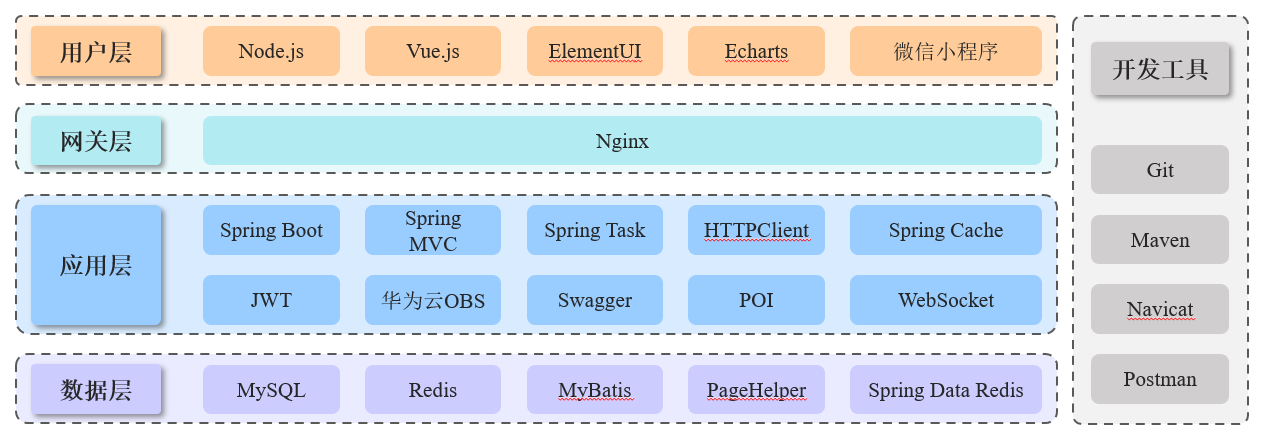 用户层
Node.js
Vue.js
ElementUI
Echarts
微信小程序
网关层
Nginx
应用层
Spring Boot
Spring
MVC
Spring Task
HTTPClient
Spring Cache
JWT
华为云OBS
Swagger
POI
WebSocket
数据层
MySQL
Redis
MyBatis
PageHelper
Spring Data Redis
开发工具
Git
Maven
Navicat
Postman